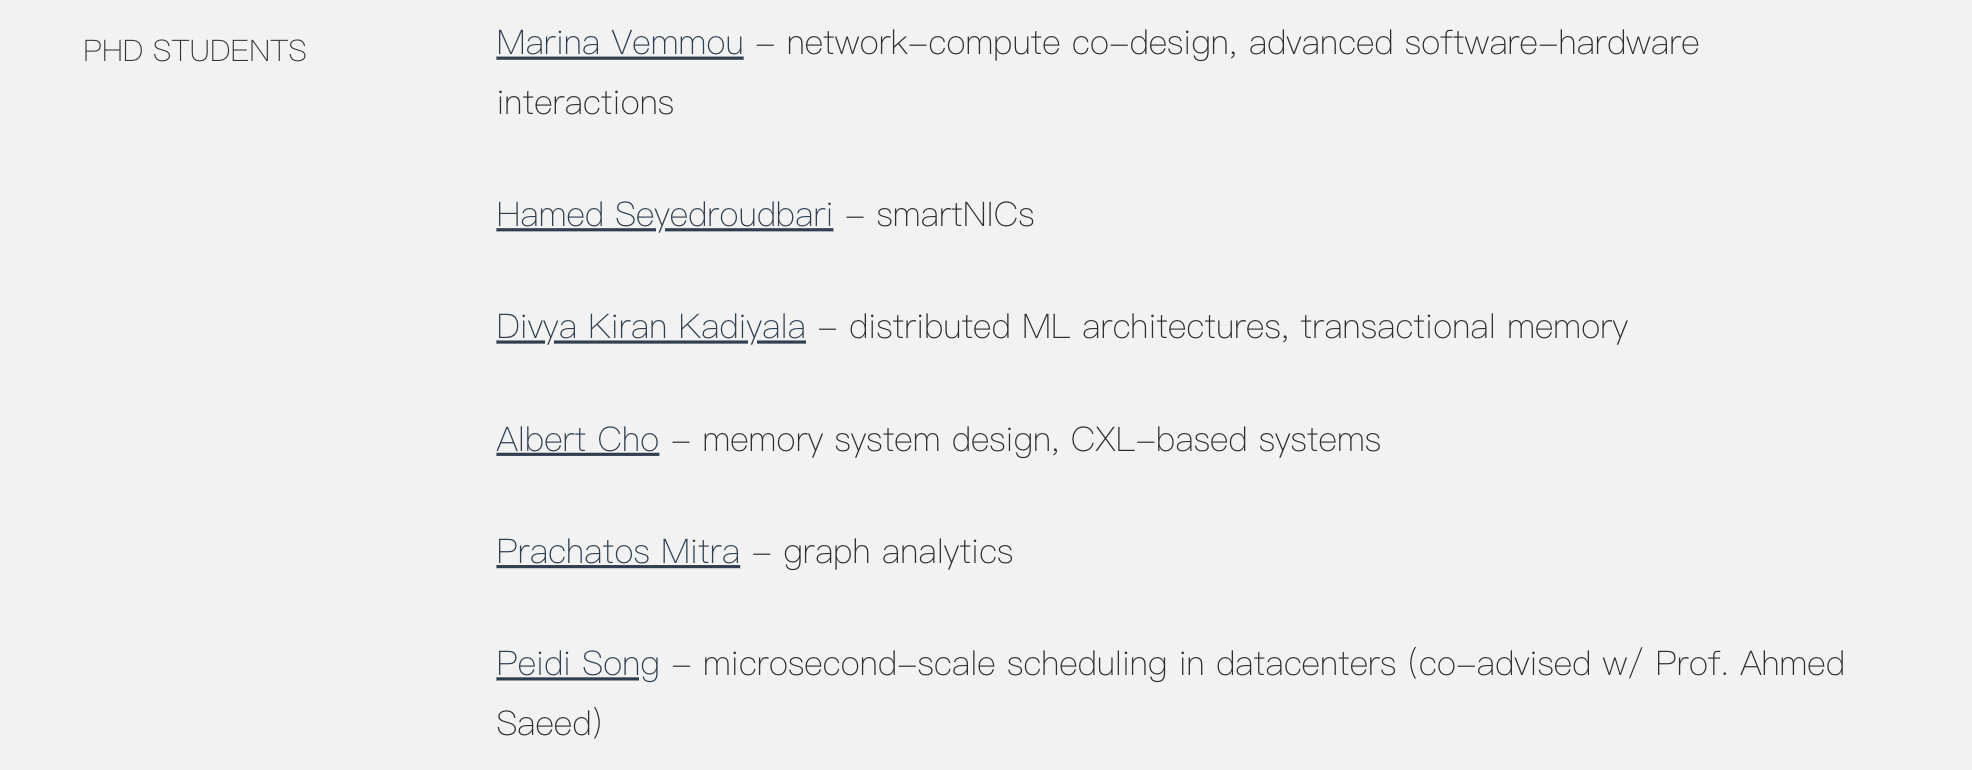 PHD STUDENTS
Marina Vemmou – network–compute co–design, advanced software–hardware
interactions
Hamed Seyedroudbari – smartNICs
Divya Kiran Kadiyala – distributed ML architectures, transactional memory
Albert Cho – memory system design, CXL–based systems
Prachatos Mitra – graph analytics
Peidi Song – microsecond–scale scheduling in datacenters (co–advised w/ Prof. Ahmed
Saeed)